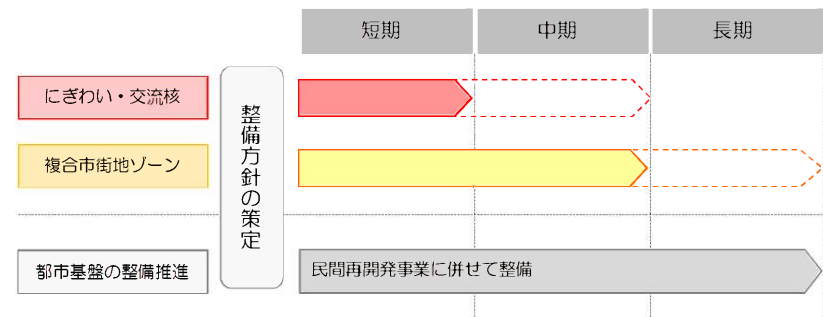 短期
中期
長期
にぎわい・交流核
整備方針の策定
複合市街地ゾーン
都市基盤の整備推進
民間再開発事業に併せて整備